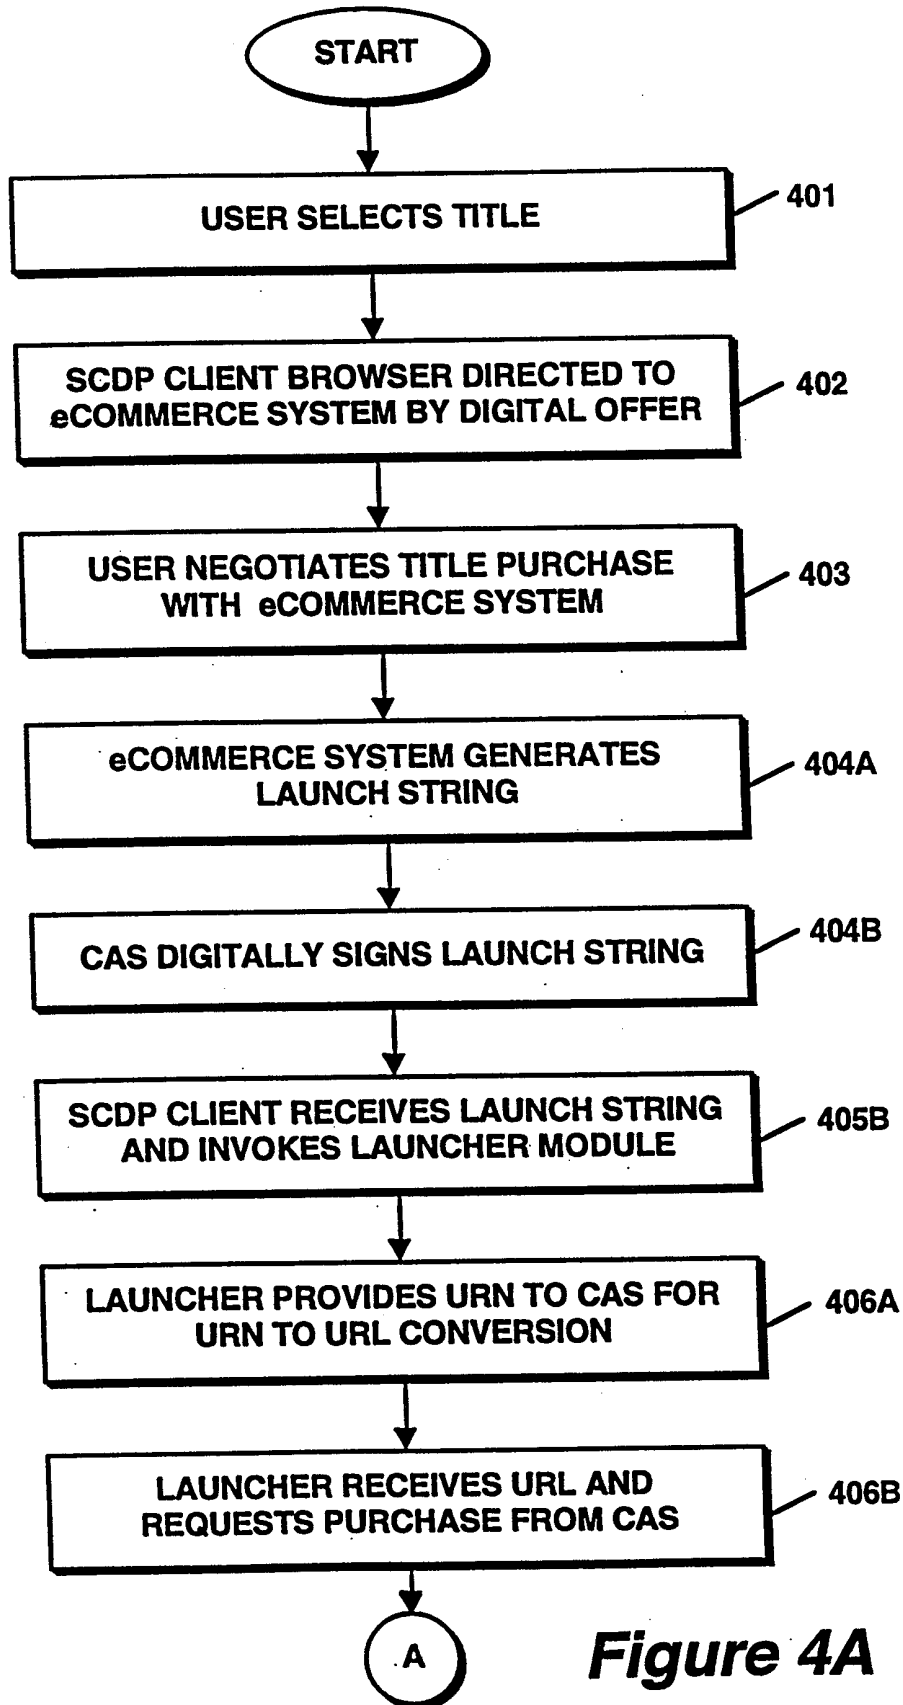 START
USER SELECTS TITLE
401
SCDP CLIENT BROWSER DIRECTED TO
eCOMMERCE SYSTEM BY DIGITAL OFFER
402
USER NEGOTIATES TITLE PURCHASE
WITH eCOMMERCE SYSTEM
403
eCOMMERCE SYSTEM GENERATES
LAUNCH STRING
404A
CAS DIGITALLY SIGNS LAUNCH STRING
404B
SCDP CLIENT RECEIVES LAUNCH STRING
AND INVOKES LAUNCHER MODULE
405B
LAUNCHER PROVIDES URN TO CAS FOR
URN TO URL CONVERSION
406A
LAUNCHER RECEIVES URL AND
REQUESTS PURCHASE FROM CAS
406B
A
Figure 4A